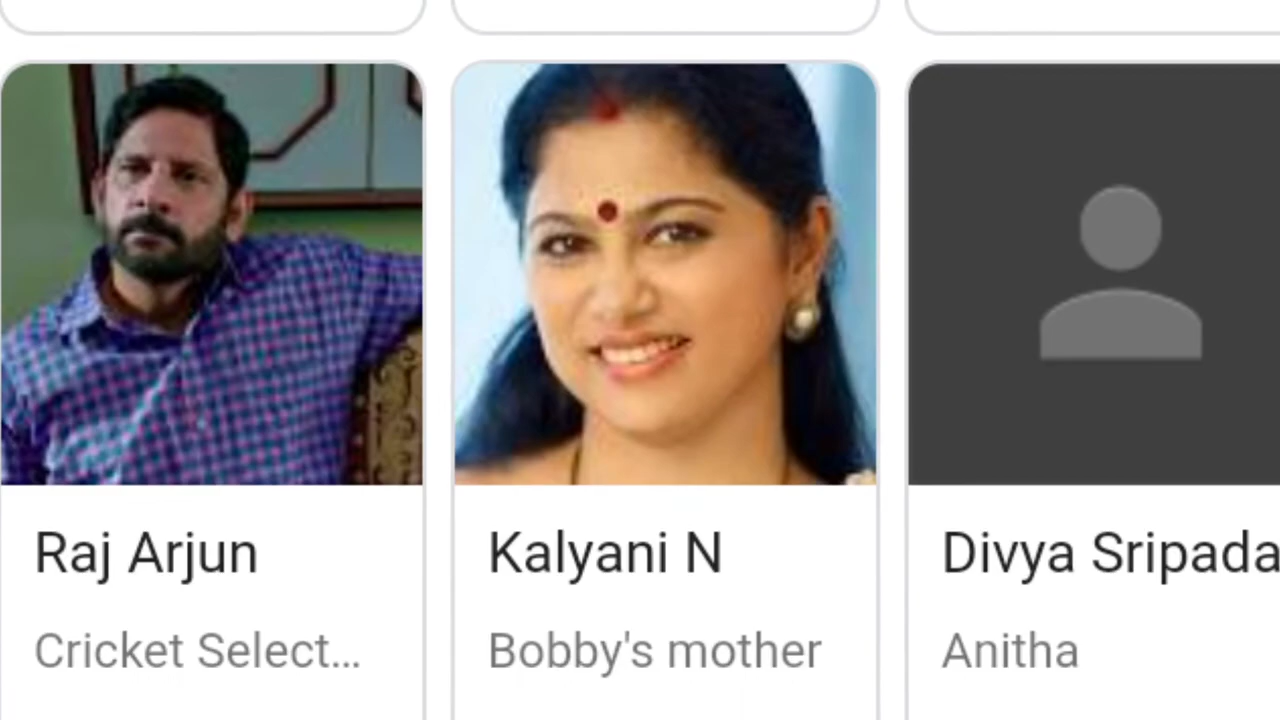 Raj Arjun
Kalyani N
Divya Sripada
Cricket Select...
Bobby's mother
Anitha